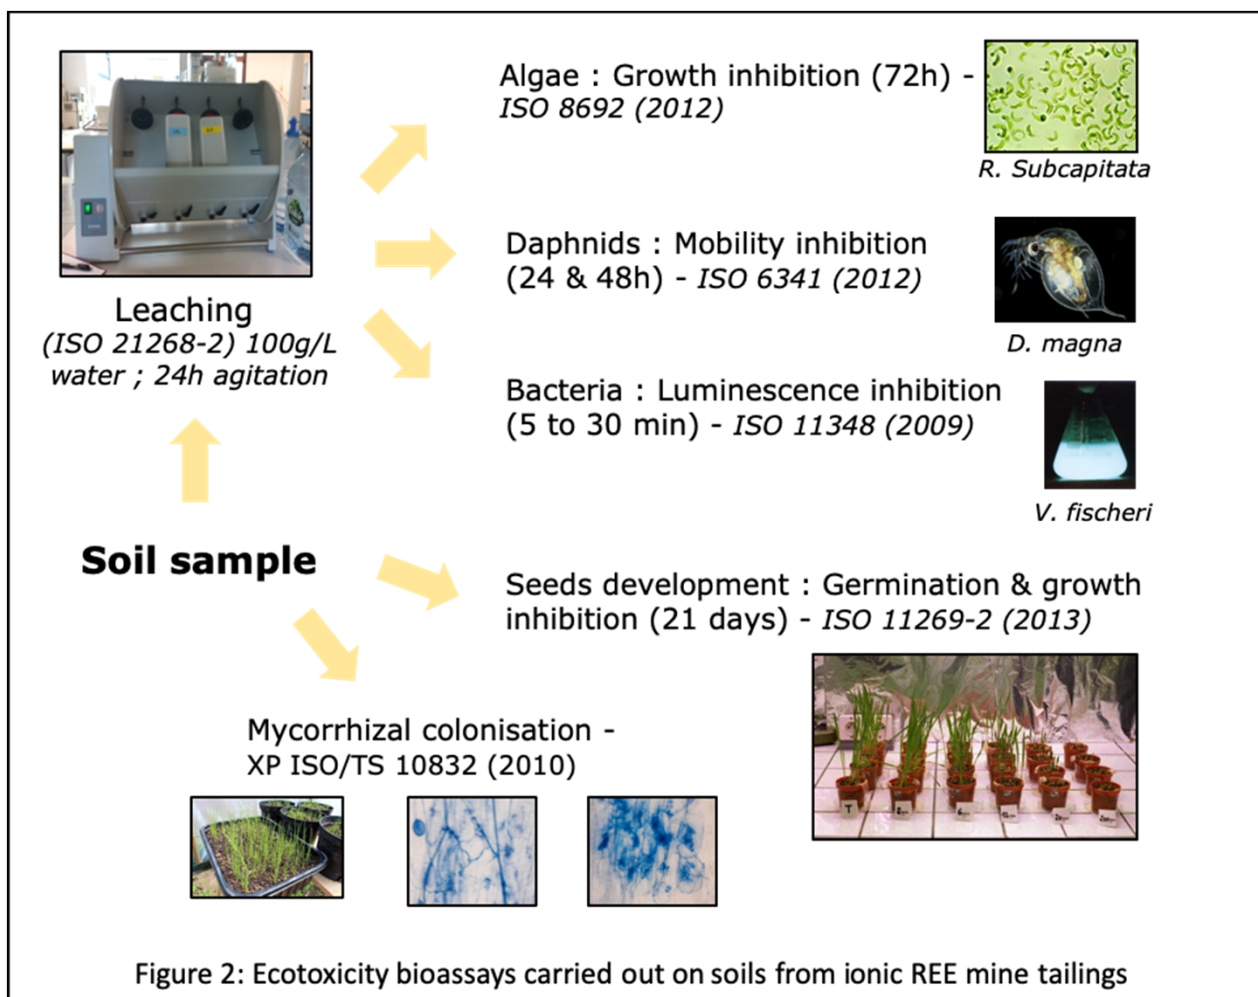 Algae : Growth inhibition (72h) -
ISO 8692 (2012)
R. Subcapitata
Daphnids : Mobility inhibition
(24 & 48h) - ISO 6341 (2012)
D. magna
Leaching
(ISO 21268-2) 100g/L
water ; 24h agitation
Bacteria : Luminescence inhibition
(5 to 30 min) - ISO 11348 (2009)
V. fischeri
Soil sample
Seeds development : Germination & growth
inhibition (21 days) - ISO 11269-2 (2013)
T
Mycorrhizal colonisation -
XP ISO/TS 10832 (2010)
Figure 2: Ecotoxicity bioassays carried out on soils from ionic REE mine tailings